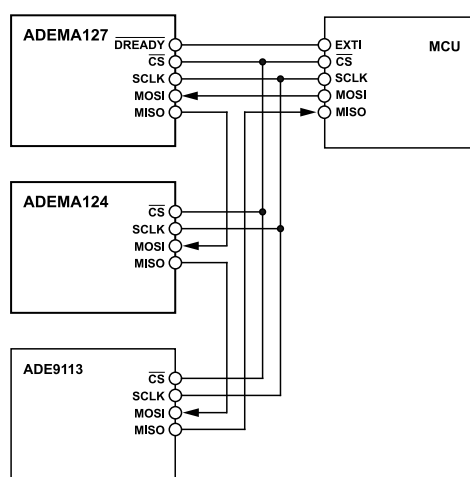 ADEMA127
DREADY
CS
SCLK
MOSI
MISO
MCU
EXTI
CS
SCLK
MOSI
MISO
ADEMA124
CS
SCLK
MOSI
MISO
ADE9113
CS
SCLK
MOSI
MISO